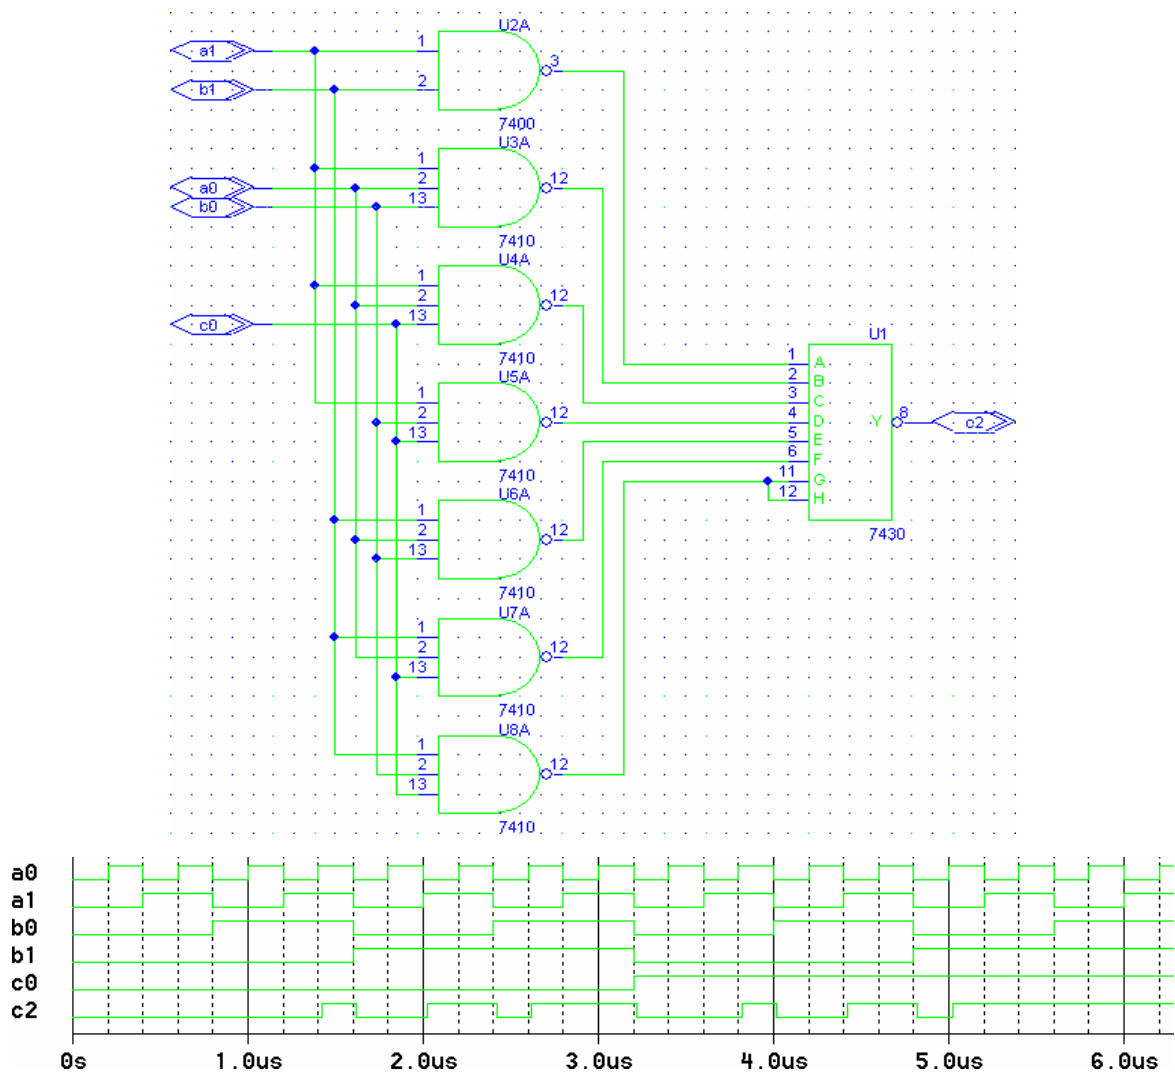 U2A
a1 1 3
b1 2
7400
U3A
1
a0 2 12
b0 13
7410
U4A
1
2 12
c0 13
7410
U1
U5A
1 A
2 B
1 3 C
2 12 4 D Y 8 c2
13 5 E
6 F
7410 11 G
U6A 12 H
1
2 12 7430
13
7410
U7A
1
2 12
13
7410
U8A
1
2 12
13
7410
a0
a1
b0
b1
c0
c2
0s 1.0us 2.0us 3.0us 4.0us 5.0us 6.0us